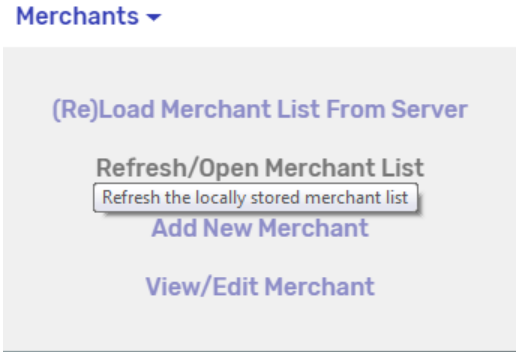 Merchants
(Re)Load Merchant List From Server
Refresh/Open Merchant List
Refresh the locally stored merchant list
Add New Merchant
View/Edit Merchant